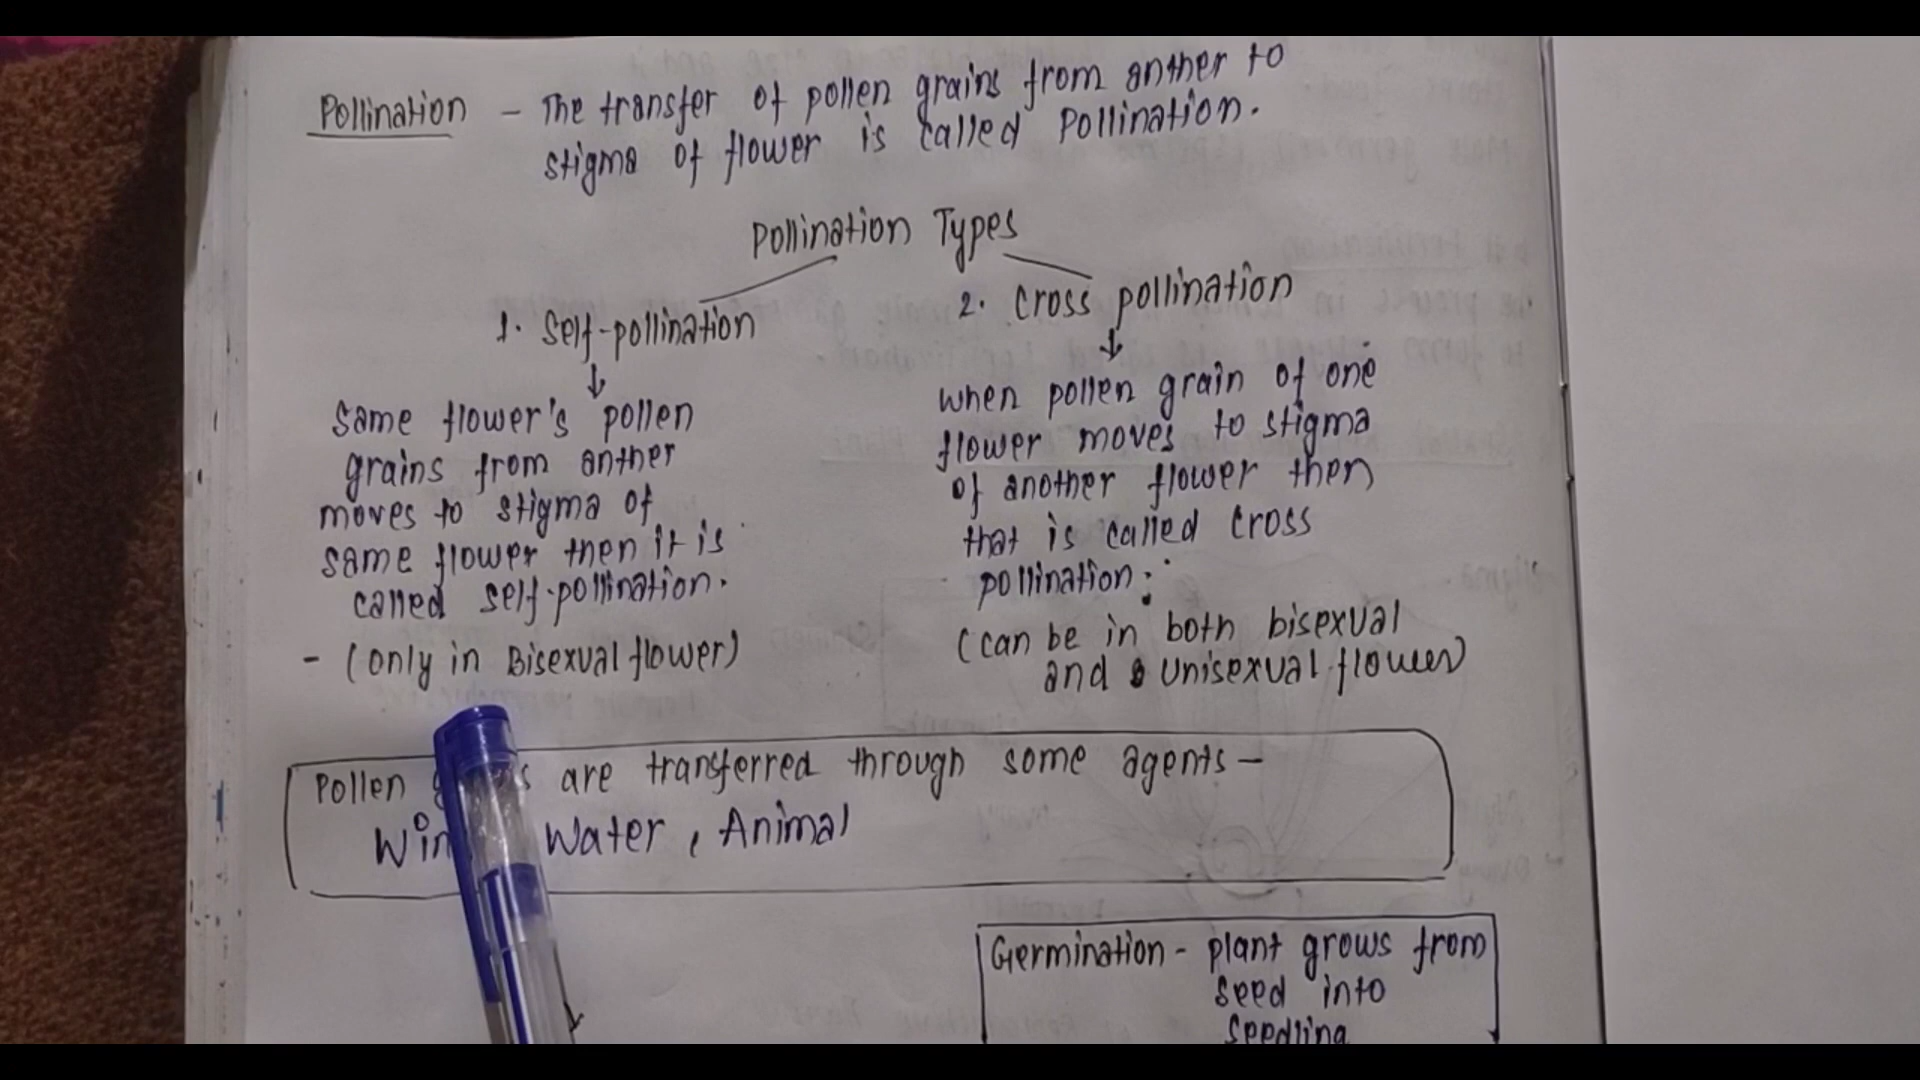 Pollination - The transfer of pollen grains from anther to
stigma of flower is called Pollination.
Pollination Types
1. Self-pollination
Same flower's pollen
grains from anther
moves to stigma of
same flower then it is
called self-pollination.
- (only in Bisexual flower)
2. Cross pollination
When pollen grain of one
flower moves to stigma
of another flower then
that is called cross
pollination.
(can be in both bisexual
and unisexual flower)
Pollen are transferred through some agents -
Water, Animal
Germination - plant grows from
seed into
seedling